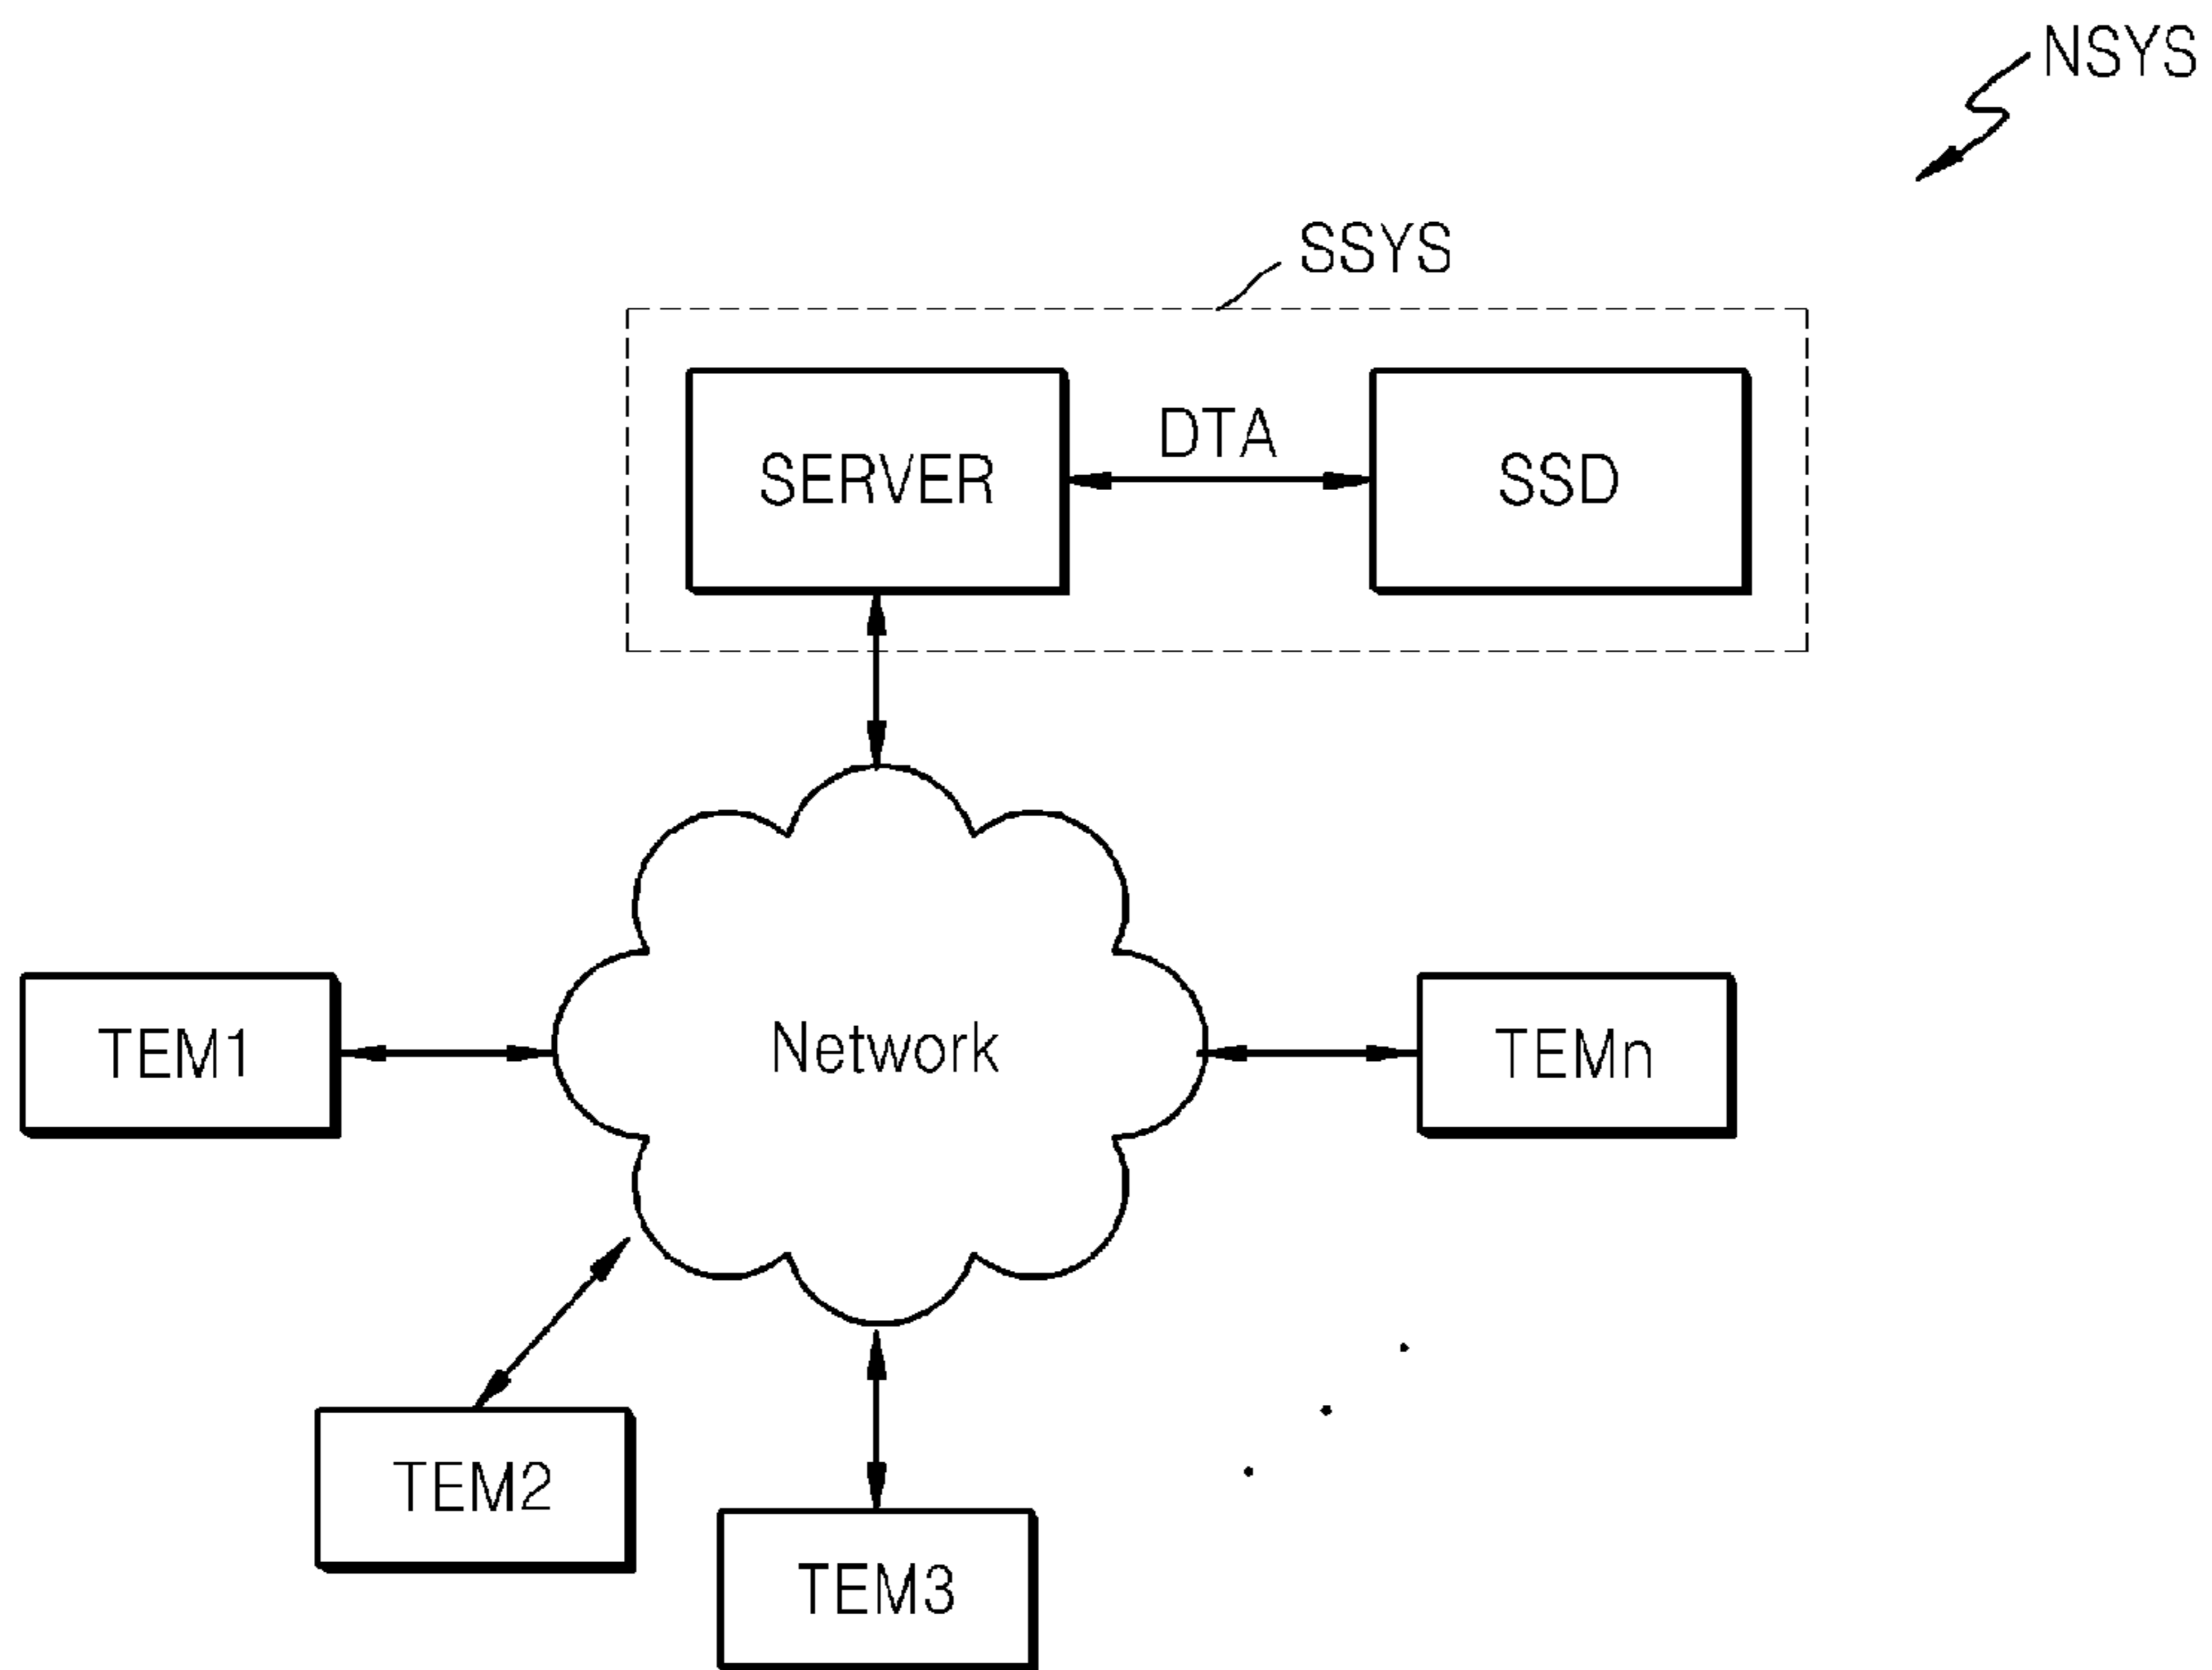 NSYS
SSYS
DTA
SERVER
SSD
Network
TEM1
TEMn
TEM2
TEM3